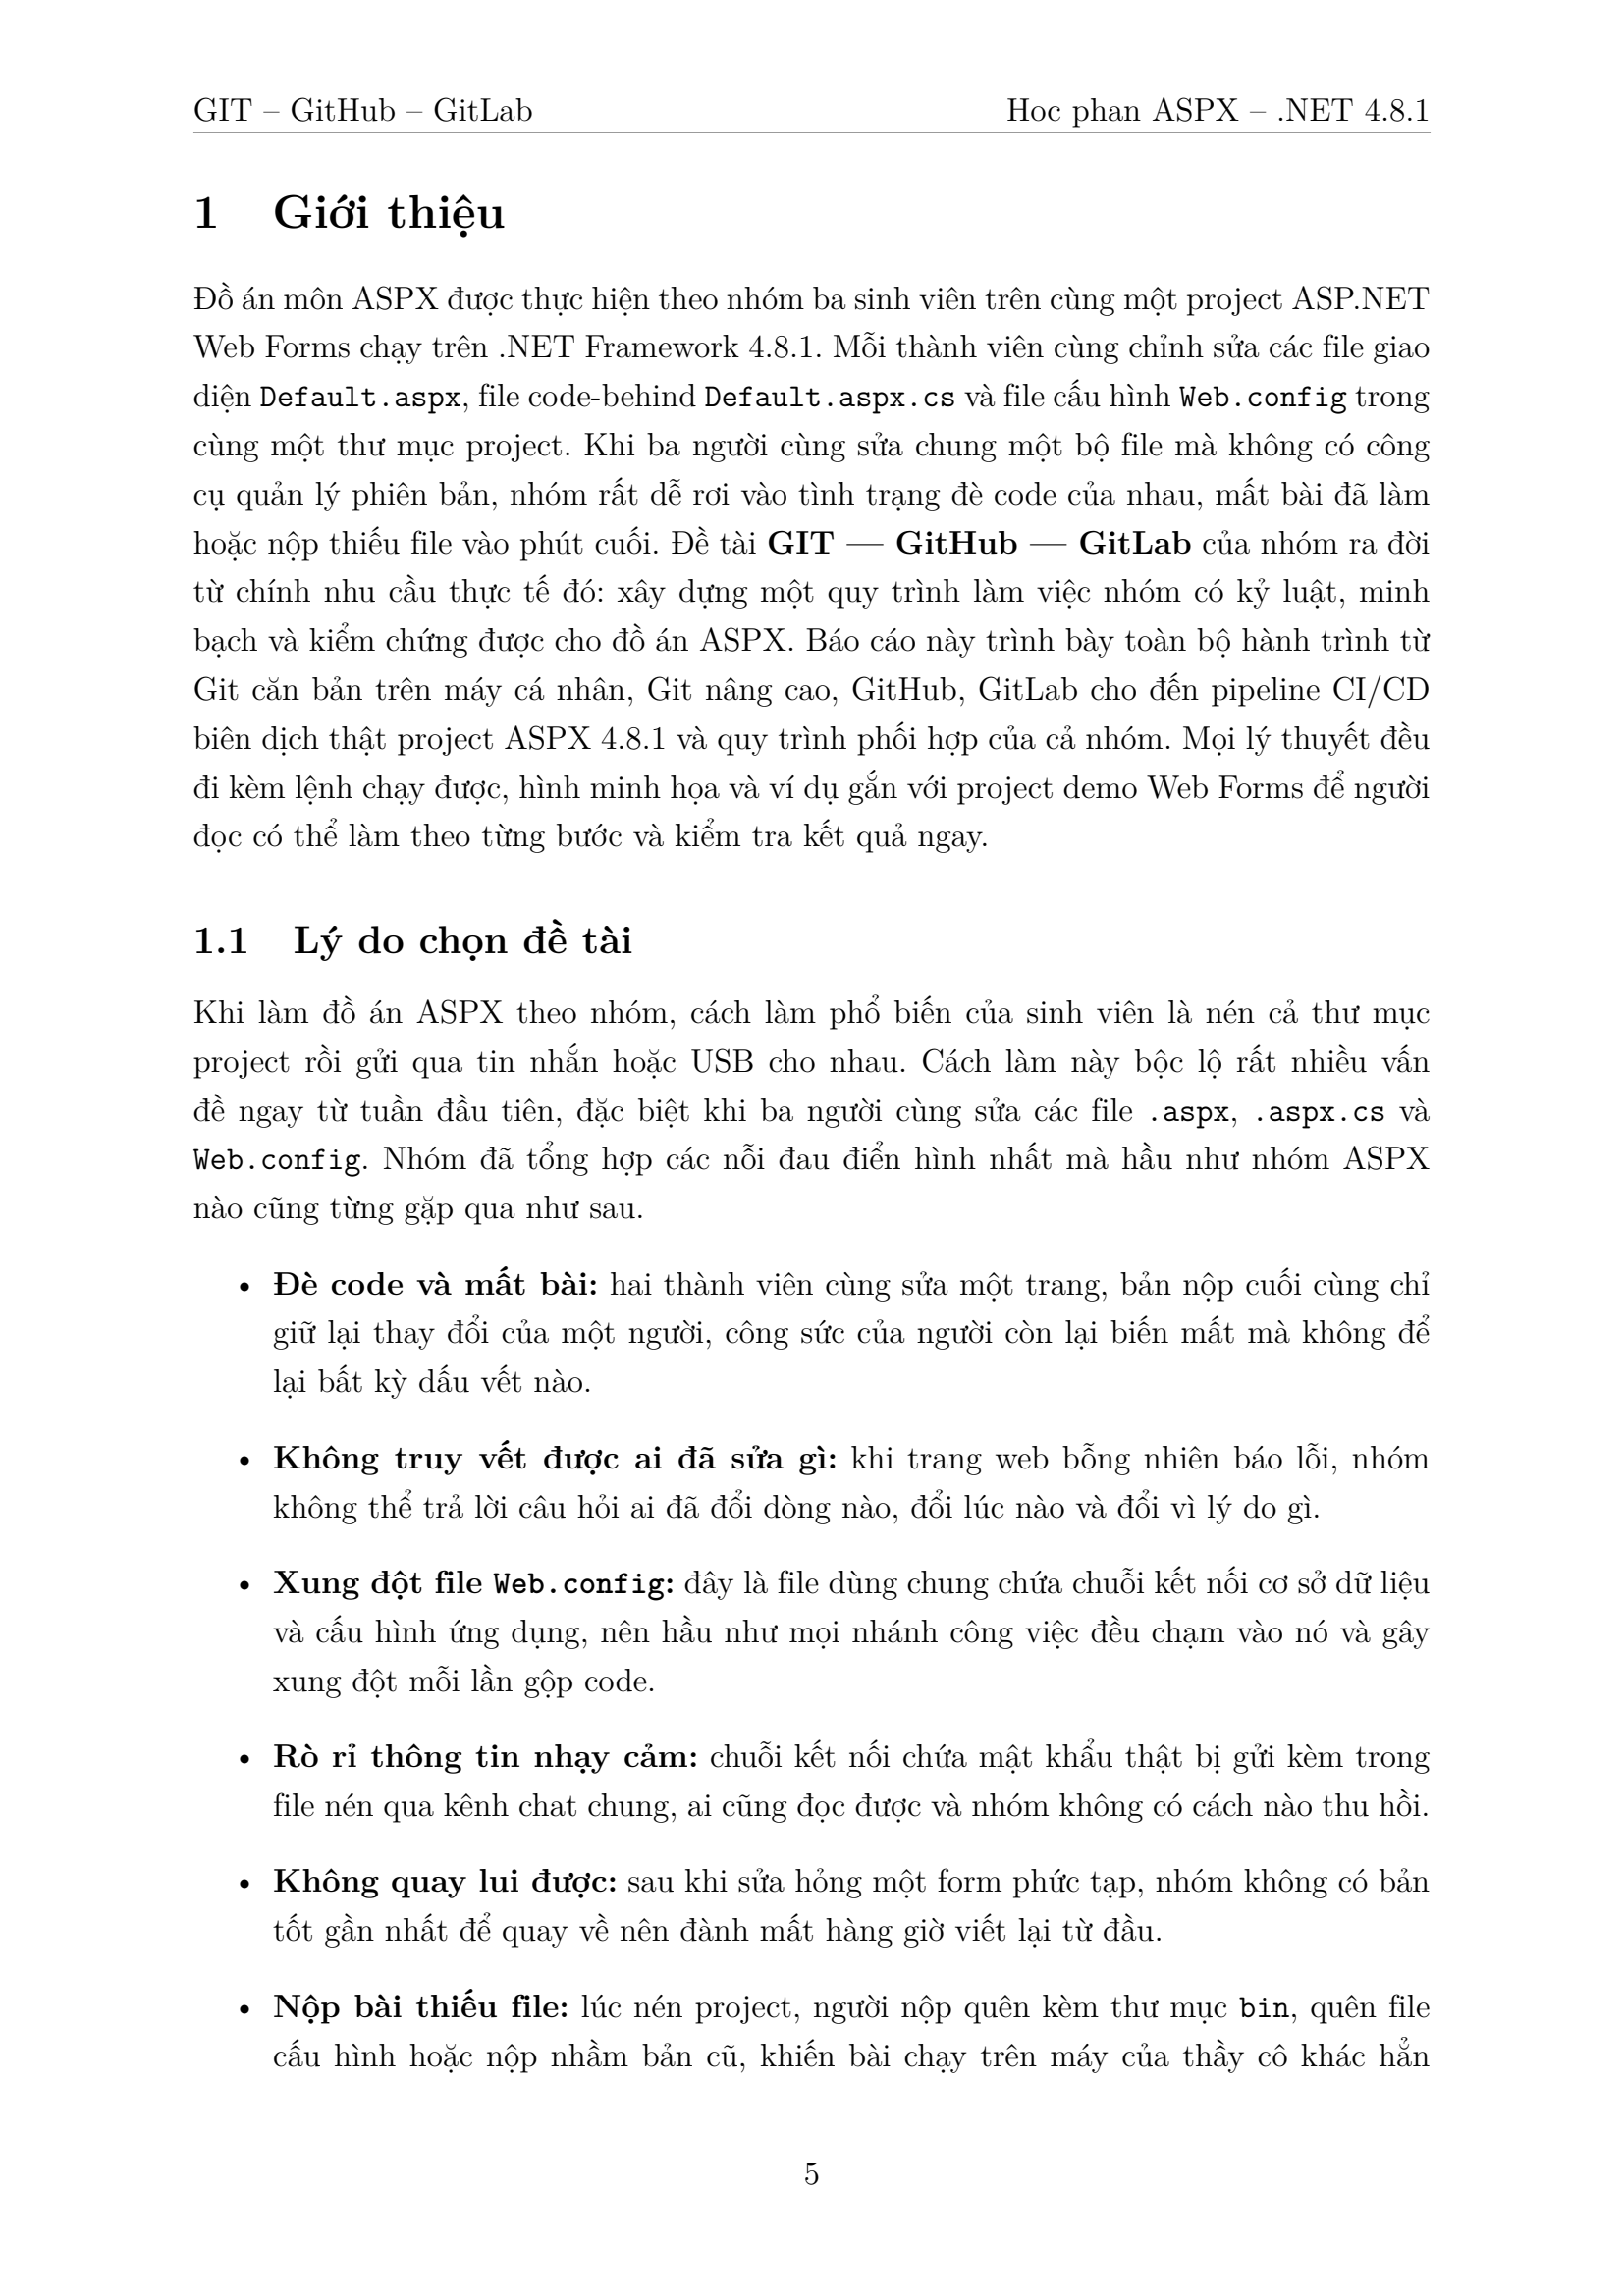 GIT – GitHub – GitLab Hoc phan ASPX – .NET 4.8.1
1 Giới thiệu
Đồ án môn ASPX được thực hiện theo nhóm ba sinh viên trên cùng một project ASP.NET
Web Forms chạy trên .NET Framework 4.8.1. Mỗi thành viên cùng chỉnh sửa các file giao
diện Default.aspx, file code-behind Default.aspx.cs và file cấu hình Web.config trong
cùng một thư mục project. Khi ba người cùng sửa chung một bộ file mà không có công
cụ quản lý phiên bản, nhóm rất dễ rơi vào tình trạng đè code của nhau, mất bài đã làm
hoặc nộp thiếu file vào phút cuối. Đề tài GIT — GitHub — GitLab của nhóm ra đời
từ chính nhu cầu thực tế đó: xây dựng một quy trình làm việc nhóm có kỷ luật, minh
bạch và kiểm chứng được cho đồ án ASPX. Báo cáo này trình bày toàn bộ hành trình từ
Git căn bản trên máy cá nhân, Git nâng cao, GitHub, GitLab cho đến pipeline CI/CD
biên dịch thật project ASPX 4.8.1 và quy trình phối hợp của cả nhóm. Mọi lý thuyết đều
đi kèm lệnh chạy được, hình minh họa và ví dụ gắn với project demo Web Forms để người
đọc có thể làm theo từng bước và kiểm tra kết quả ngay.
1.1 Lý do chọn đề tài
Khi làm đồ án ASPX theo nhóm, cách làm phổ biến của sinh viên là nén cả thư mục
project rồi gửi qua tin nhắn hoặc USB cho nhau. Cách làm này bộc lộ rất nhiều vấn
đề ngay từ tuần đầu tiên, đặc biệt khi ba người cùng sửa các file .aspx, .aspx.cs và
Web.config. Nhóm đã tổng hợp các nỗi đau điển hình nhất mà hầu như nhóm ASPX
nào cũng từng gặp qua như sau.
• Đè code và mất bài: hai thành viên cùng sửa một trang, bản nộp cuối cùng chỉ
giữ lại thay đổi của một người, công sức của người còn lại biến mất mà không để
lại bất kỳ dấu vết nào.
• Không truy vết được ai đã sửa gì: khi trang web bỗng nhiên báo lỗi, nhóm
không thể trả lời câu hỏi ai đã đổi dòng nào, đổi lúc nào và đổi vì lý do gì.
• Xung đột file Web.config: đây là file dùng chung chứa chuỗi kết nối cơ sở dữ liệu
và cấu hình ứng dụng, nên hầu như mọi nhánh công việc đều chạm vào nó và gây
xung đột mỗi lần gộp code.
• Rò rỉ thông tin nhạy cảm: chuỗi kết nối chứa mật khẩu thật bị gửi kèm trong
file nén qua kênh chat chung, ai cũng đọc được và nhóm không có cách nào thu hồi.
• Không quay lui được: sau khi sửa hỏng một form phức tạp, nhóm không có bản
tốt gần nhất để quay về nên đành mất hàng giờ viết lại từ đầu.
• Nộp bài thiếu file: lúc nén project, người nộp quên kèm thư mục bin, quên file
cấu hình hoặc nộp nhầm bản cũ, khiến bài chạy trên máy của thầy cô khác hẳn
5